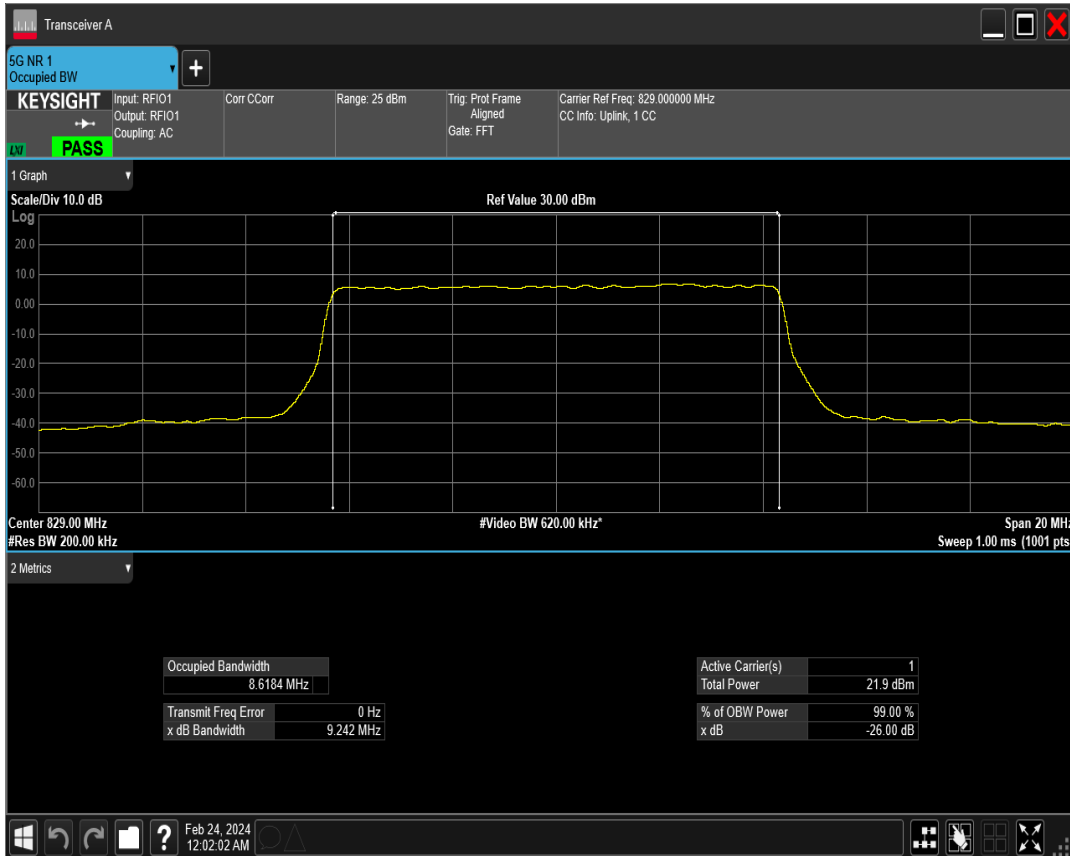 Transceiver A
5G NR 1
Occupied BW
+
KEYSIGHT
LXI
PASS
Input: RFIO1
Output: RFIO1
Coupling: AC
Corr CCorr
Range: 25 dBm
Trig: Prot Frame
Aligned
Gate: FFT
Carrier Ref Freq: 829.000000 MHz
CC Info: Uplink, 1 CC
1 Graph
Scale/Div 10.0 dB
Ref Value 30.00 dBm
Log
20.0
10.0
0.00
-10.0
-20.0
-30.0
-40.0
-50.0
-60.0
Center 829.00 MHz
#Video BW 620.00 kHz*
Span 20 MHz
#Res BW 200.00 kHz
Sweep 1.00 ms (1001 pts
2 Metrics
Occupied Bandwidth
8.6184 MHz
Transmit Freq Error 0 Hz
x dB Bandwidth 9.242 MHz
Active Carrier(s) 1
Total Power 21.9 dBm
% of OBW Power 99.00 %
x dB -26.00 dB
?
Feb 24, 2024
12:02:02 AM